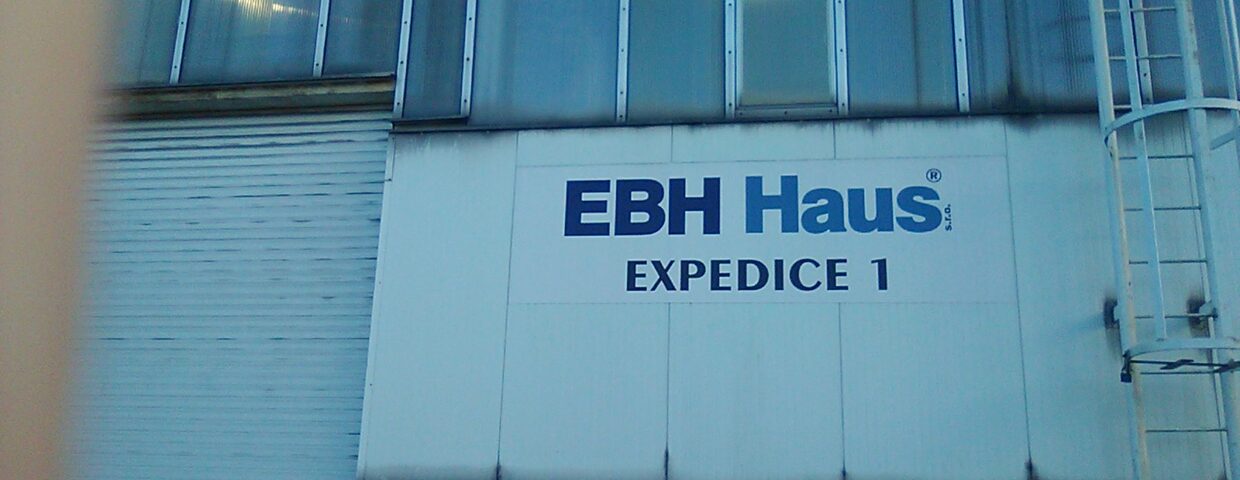 EBH Haus® s.r.o.
EXPEDICE 1